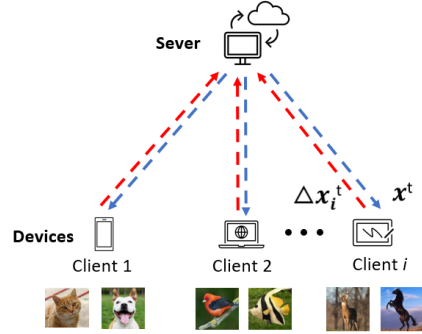 Sever
△x_i^t
x^t
Devices
Client 1
Client 2
Client i